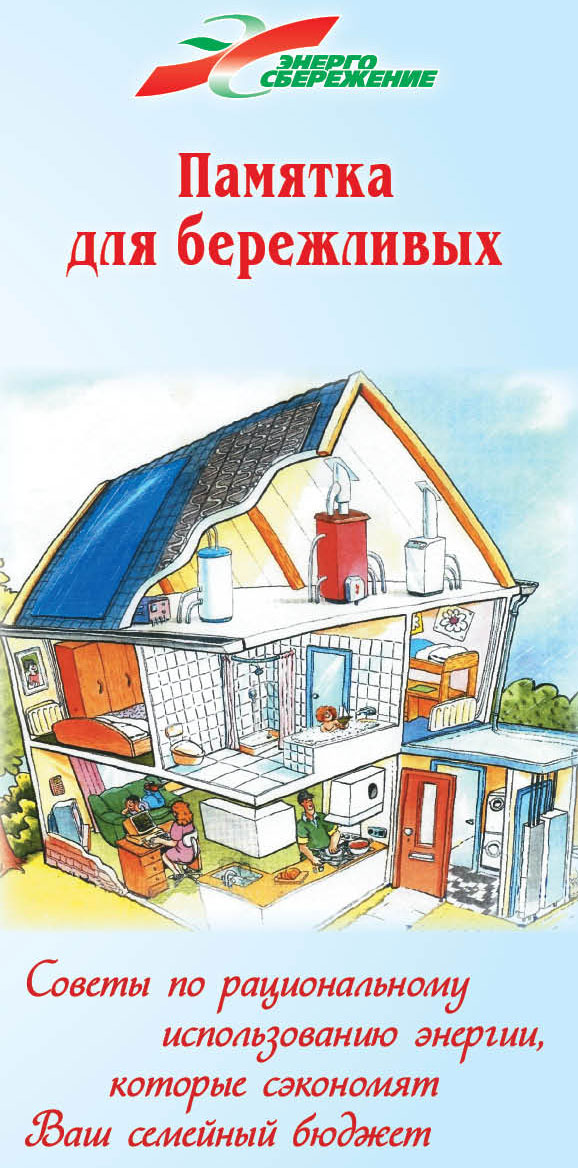 ЭНЕРГО
СБЕРЕЖЕНИЕ
Памятка
для бережливых
Советы по рациональному
использованию энергии,
которые сэкономят
Ваш семейный бюджет